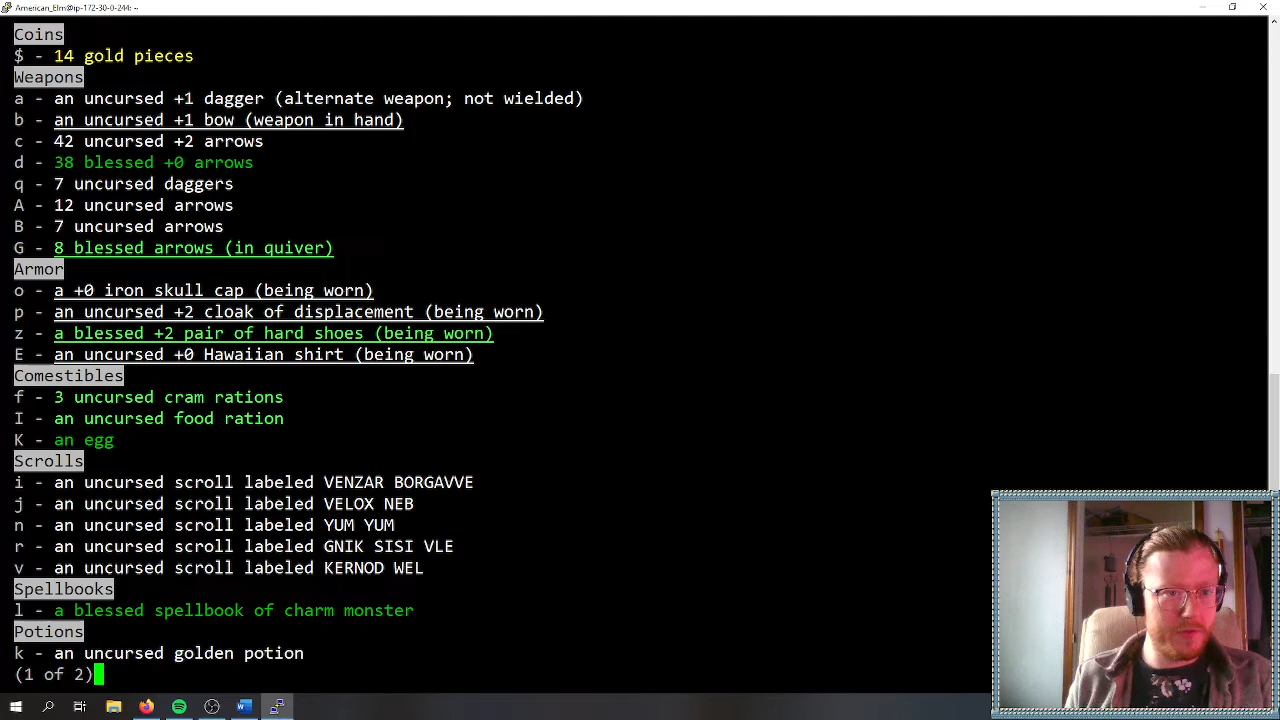 American_Elm@ip-172-30-0-244: ~
Coins
$ - 14 gold pieces
Weapons
a - an uncursed +1 dagger (alternate weapon; not wielded)
b - an uncursed +1 bow (weapon in hand)
c - 42 uncursed +2 arrows
d - 38 blessed +0 arrows
q - 7 uncursed daggers
A - 12 uncursed arrows
B - 7 uncursed arrows
G - 8 blessed arrows (in quiver)
Armor
o - a +0 iron skull cap (being worn)
p - an uncursed +2 cloak of displacement (being worn)
z - a blessed +2 pair of hard shoes (being worn)
E - an uncursed +0 Hawaiian shirt (being worn)
Comestibles
f - 3 uncursed cram rations
I - an uncursed food ration
K - an egg
Scrolls
i - an uncursed scroll labeled VENZAR BORGAVVE
j - an uncursed scroll labeled VELOX NEB
n - an uncursed scroll labeled YUM YUM
r - an uncursed scroll labeled GNIK SISI VLE
v - an uncursed scroll labeled KERNOD WEL
Spellbooks
l - a blessed spellbook of charm monster
Potions
k - an uncursed golden potion
(1 of 2)